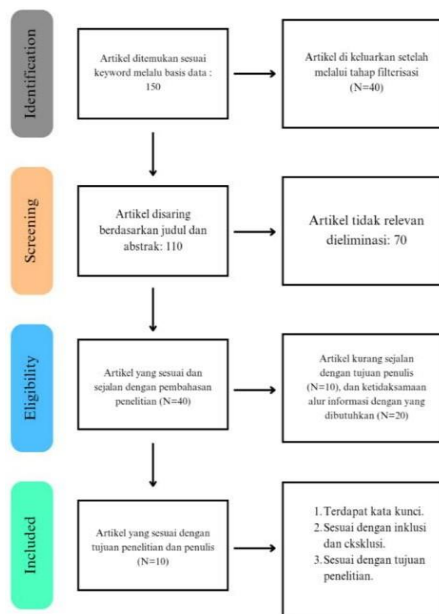 Identification
Artikel ditemukan sesuai
keyword melalu basis data :
150
Artikel di keluarkan setelah
melalui tahap filterisasi
(N=40)
Screening
Artikel disaring
berdasarkan judul dan
abstrak: 110
Artikel tidak relevan
dieliminasi: 70
Eligibility
Artikel yang sesuai dan
sejalan dengan pembahasan
penelitian (N=40)
Artikel kurang sejalan
dengan tujuan penulis
(N=10), dan ketidaksamaan
alur informasi dengan yang
dibutuhkan (N=20)
Included
Artikel yang sesuai dengan
tujuan penelitian dan penulis
(N=10)
1. Terdapat kata kunci.
2. Sesuai dengan inklusi
dan cksklusi.
3. Sesuai dengan tujuan
penelitian.